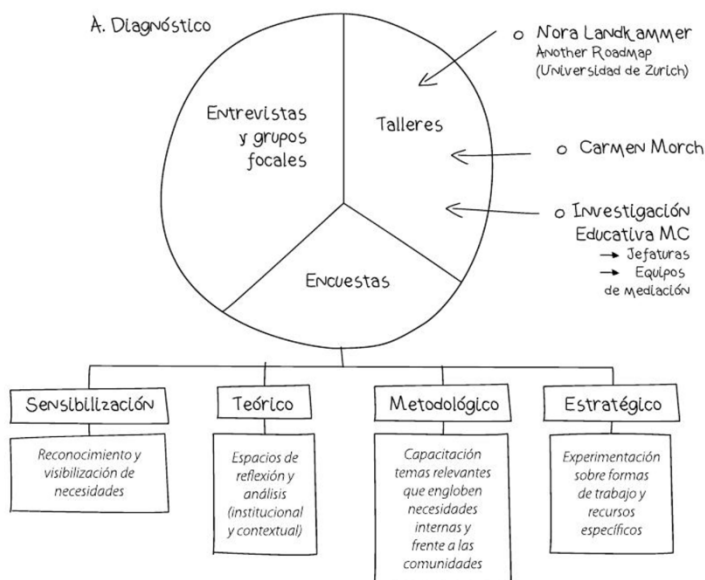 A. Diagnóstico
Entrevistas
y grupos
focales
Talleres
Encuestas
o Nora Landkammer
Another Roadmap
(Universidad de Zurich)
o Carmen Morch
o Investigación
Educativa MC
→ Jefaturas
→ Equipos
de mediación
Sensibilización
Reconocimiento y
visibilización de
necesidades
Teórico
Espacios de
reflexión y
análisis
(institucional
y contextual)
Metodológico
Capacitación
temas relevantes
que engloben
necesidades
internas y
frente a las
comunidades
Estratégico
Experimentación
sobre formas
de trabajo y
recursos
específicos